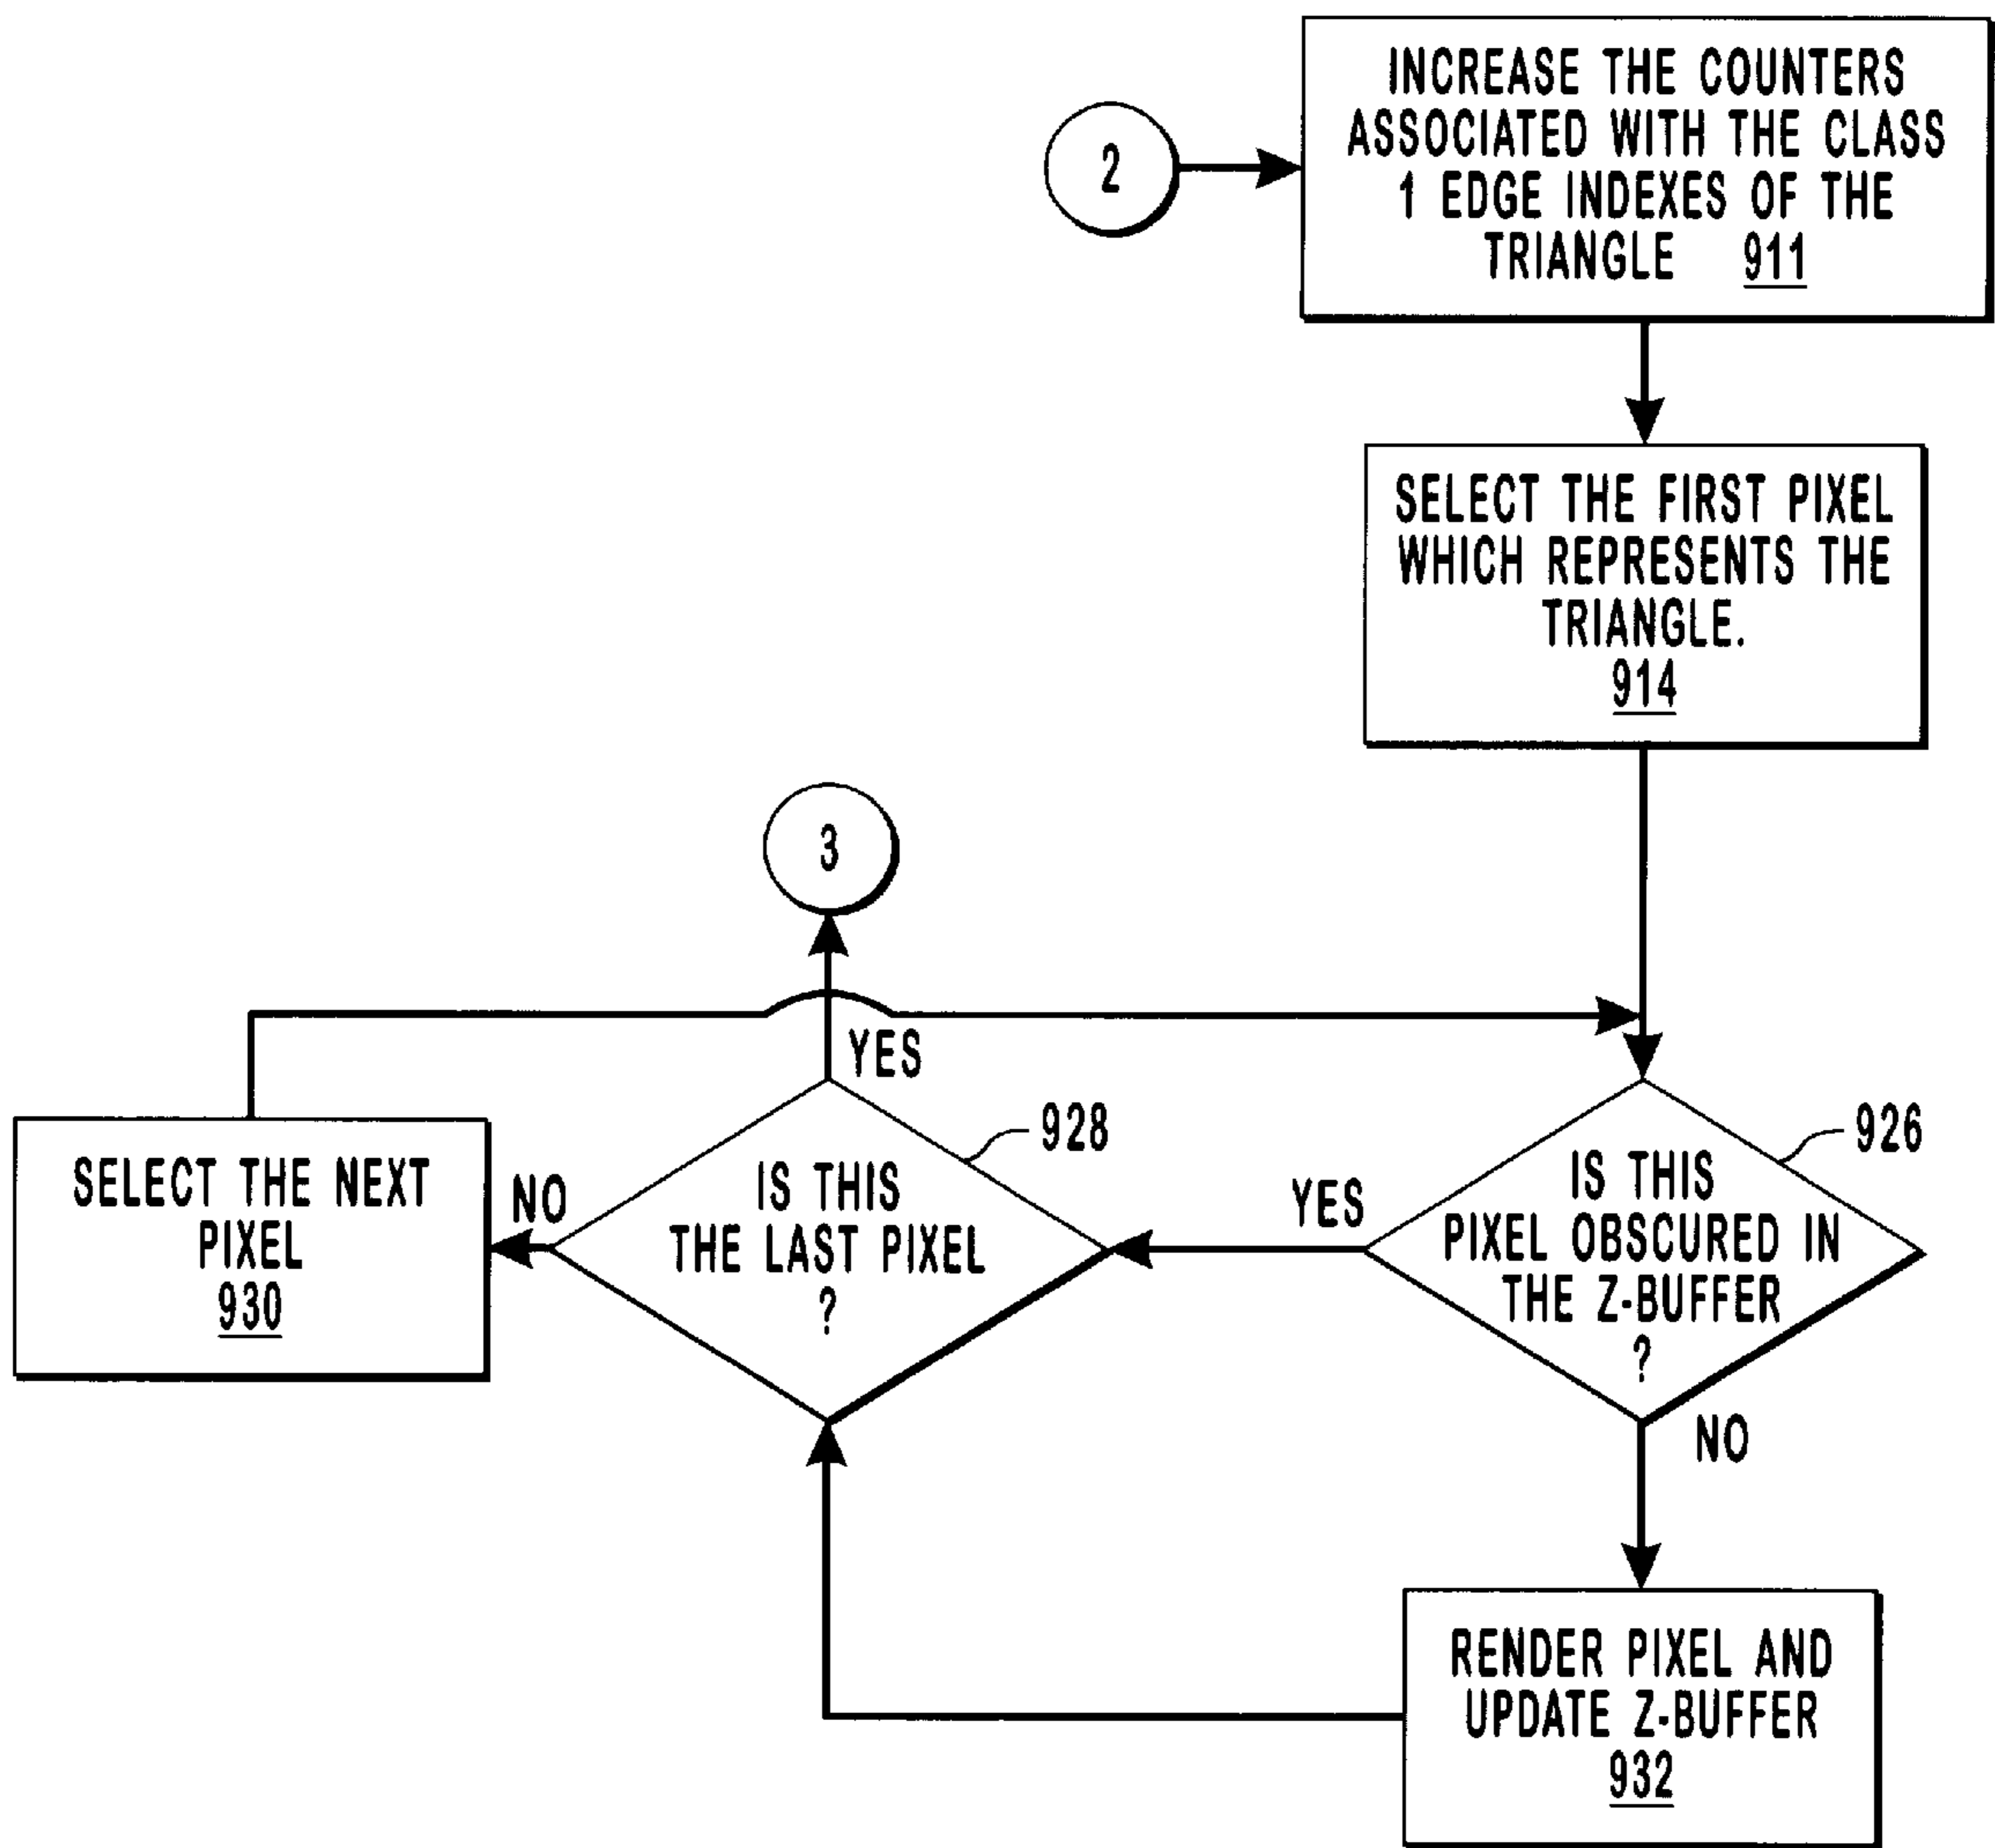 2
INCREASE THE COUNTERS
ASSOCIATED WITH THE CLASS
1 EDGE INDEXES OF THE
TRIANGLE 911
SELECT THE FIRST PIXEL
WHICH REPRESENTS THE
TRIANGLE.
914
3
YES
928
926
SELECT THE NEXT
PIXEL
930
NO
IS THIS
THE LAST PIXEL
?
YES
IS THIS
PIXEL OBSCURED IN
THE Z-BUFFER
?
NO
RENDER PIXEL AND
UPDATE Z-BUFFER
932